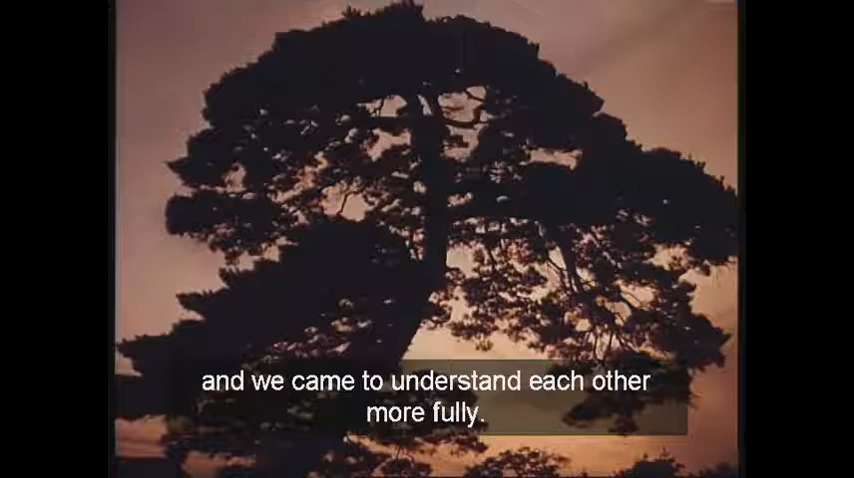 and we came to understand each other
more fully.